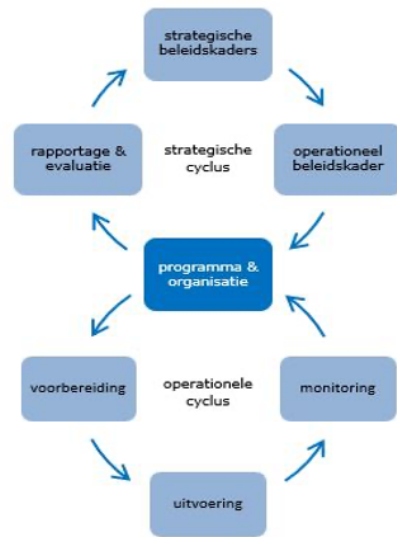 strategische
beleidskaders
rapportage &
evaluatie
strategische
cyclus
operationeel
beleidskader
programma &
organisatie
voorbereiding
operationele
cyclus
monitoring
uitvoering